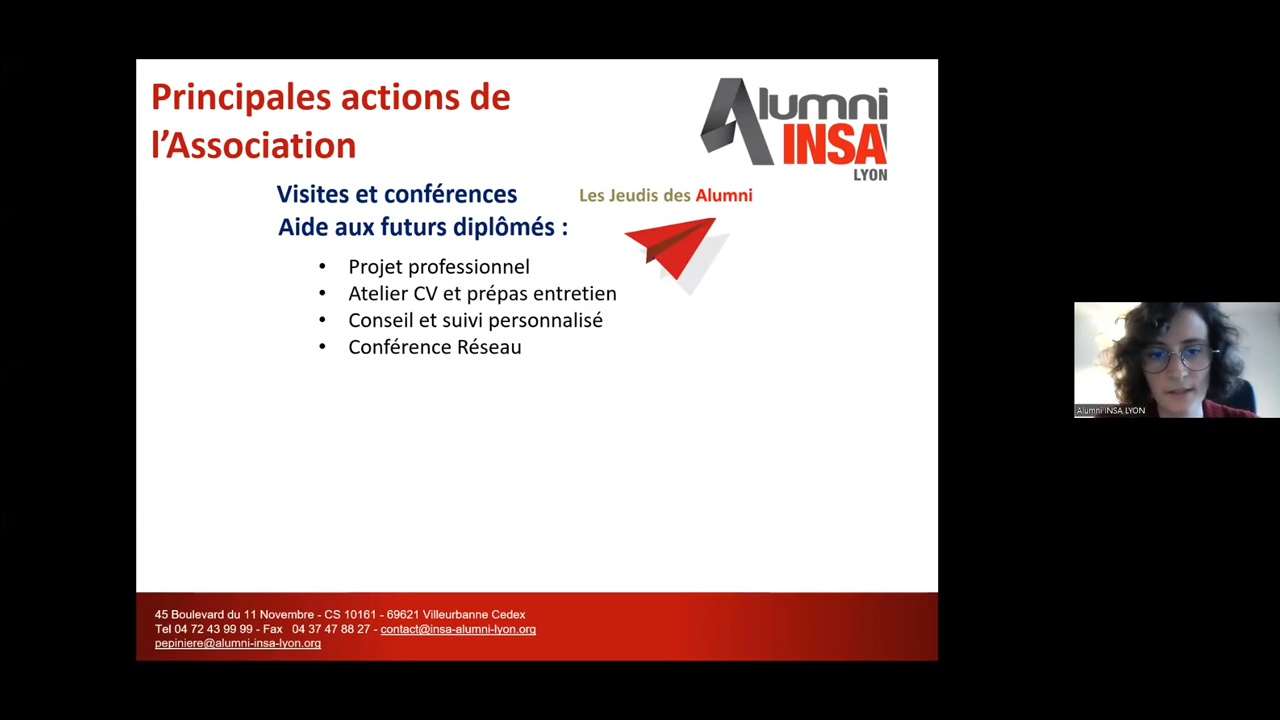 Principales actions de
l'Association
Alumni
INSA
LYON
Visites et conférences
Les Jeudis des Alumni
Aide aux futurs diplômés :
• Projet professionnel
• Atelier CV et prépas entretien
• Conseil et suivi personnalisé
• Conférence Réseau
Alumni INSA LYON
45 Boulevard du 11 Novembre - CS 10161 - 69621 Villeurbanne Cedex
Tel 04 72 43 99 99 - Fax 04 37 47 88 27 - contact@insa-alumni-lyon.org
pepiniere@alumni-insa-lyon.org